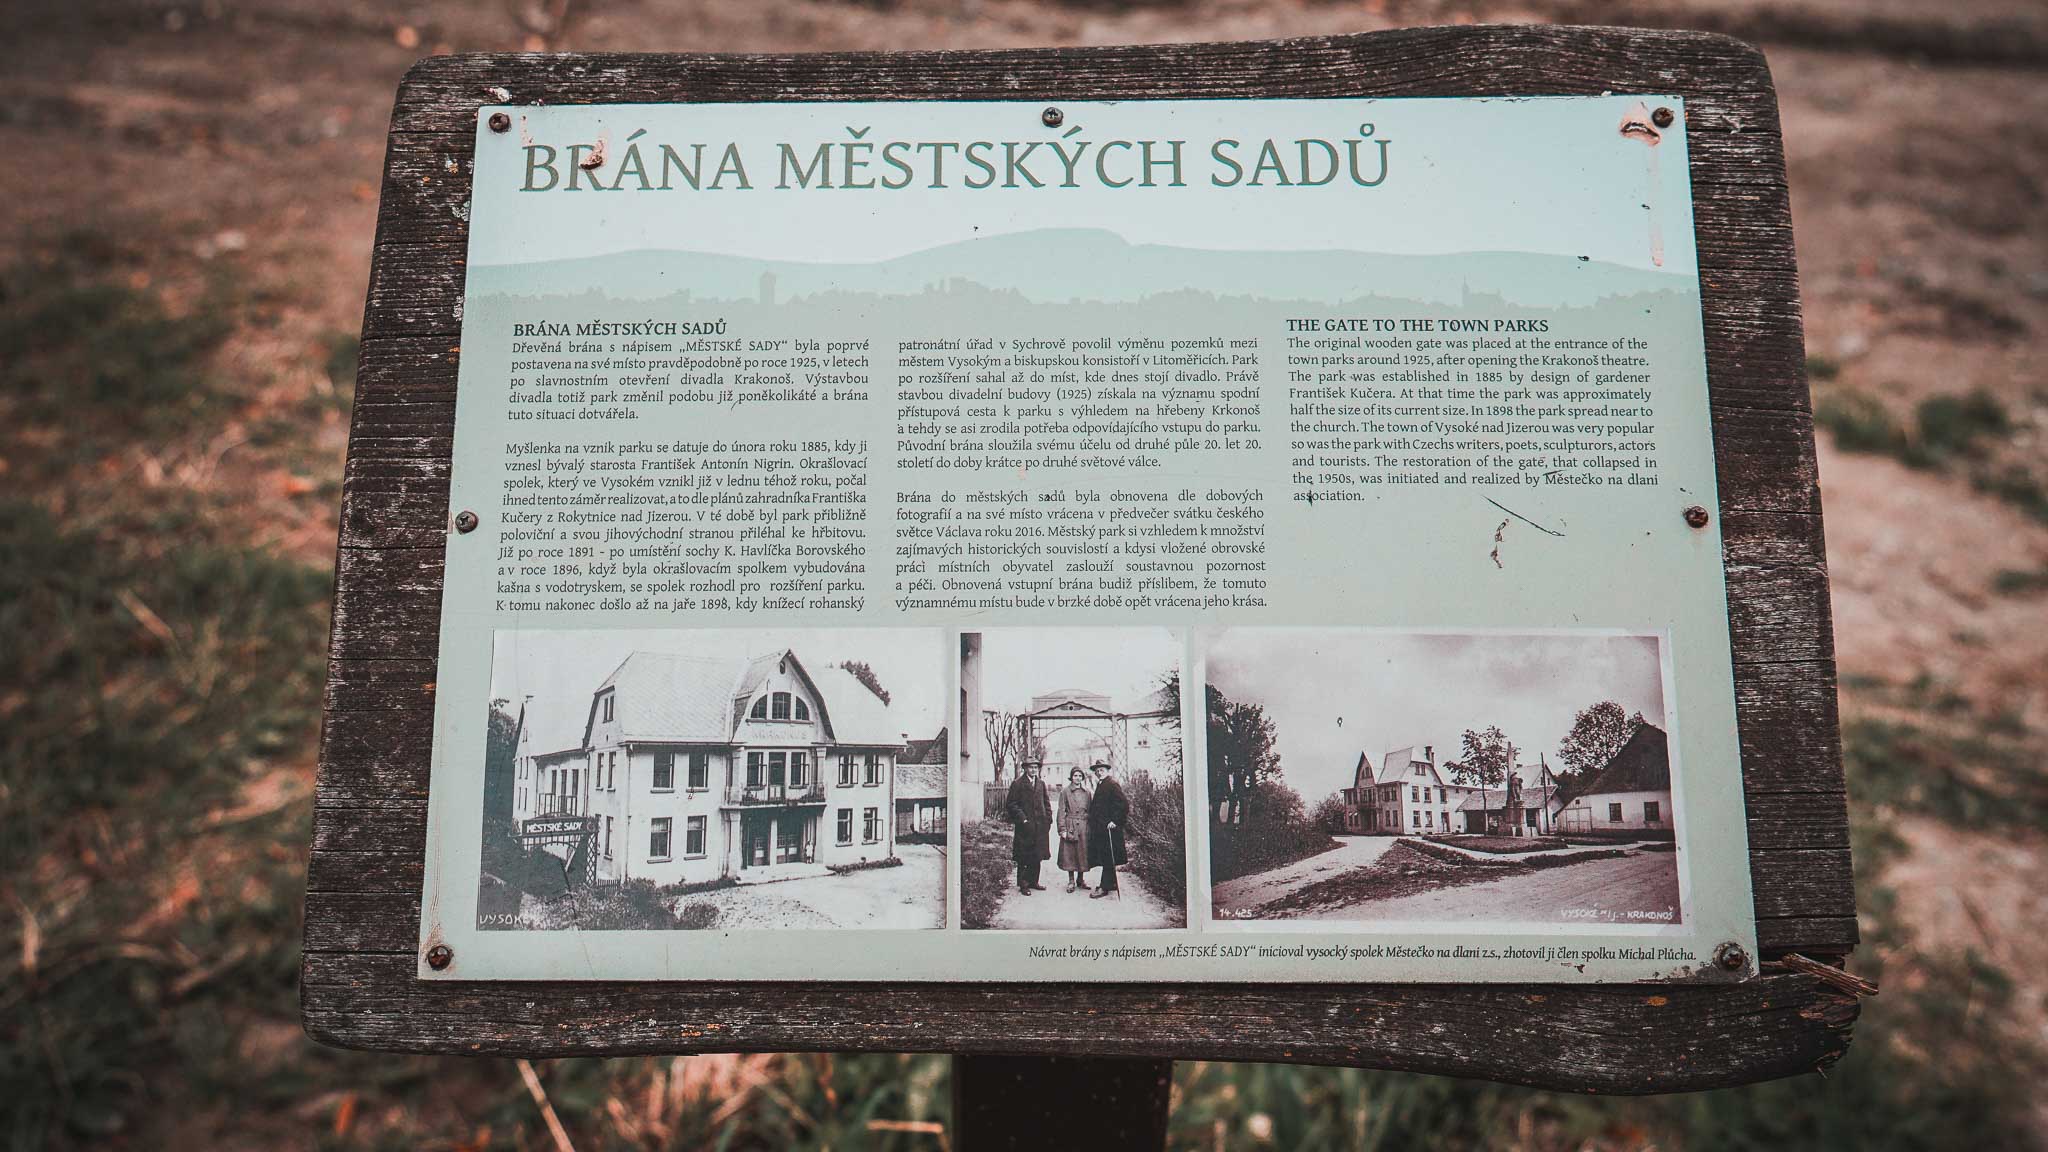 BRÁNA MĚSTSKÝCH SADŮ
BRÁNA MĚSTSKÝCH SADŮ
Dřevěná brána s nápisem „MĚSTSKÉ SADY“ byla poprvé
postavena na své místo pravděpodobně po roce 1925, v letech
po slavnostním otevření divadla Krakonoš. Výstavbou
divadla totiž park změnil podobu již poněkolikáté a brána
tuto situaci dotvářela.
Myšlenka na vznik parku se datuje do února roku 1885, kdy ji
vznesl bývalý starosta František Antonín Nigrin. Okrašlovací
spolek, který ve Vysokém vznikl již v lednu téhož roku, počal
ihned tento záměr realizovat, a to dle plánů zahradníka Františka
Kučery z Rokytnice nad Jizerou. V té době byl park přibližně
poloviční a svou jihovýchodní stranou přiléhal ke hřbitovu.
Již po roce 1891 - po umístění sochy K. Havlíčka Borovského
a v roce 1896, když byla okrašlovacím spolkem vybudována
kašna s vodotryskem, se spolek rozhodl pro rozšíření parku.
K tomu nakonec došlo až na jaře 1898, kdy knížecí rohanský
patronátní úřad v Sychrově povolil výměnu pozemků mezi
městem Vysokým a biskupskou konsistoří v Litoměřicích. Park
po rozšíření sahal až do míst, kde dnes stojí divadlo. Právě
stavbou divadelní budovy (1925) získala na významu spodní
přístupová cesta k parku s výhledem na hřebeny Krkonoš
a tehdy se asi zrodila potřeba odpovídajícího vstupu do parku.
Původní brána sloužila svému účelu od druhé půle 20. let 20.
století do doby krátce po druhé světové válce.
Brána do městských sadů byla obnovena dle dobových
fotografií a na své místo vrácena v předvečer svátku českého
světce Václava roku 2016. Městský park si vzhledem k množství
zajímavých historických souvislostí a kdysi vložené obrovské
práci místních obyvatel zaslouží soustavnou pozornost
a péči. Obnovená vstupní brána budiž příslibem, že tomuto
významnému místu bude v brzké době opět vrácena jeho krása.
THE GATE TO THE TOWN PARKS
The original wooden gate was placed at the entrance of the
town parks around 1925, after opening the Krakonoš theatre.
The park was established in 1885 by design of gardener
František Kučera. At that time the park was approximately
half the size of its current size. In 1898 the park spread near to
the church. The town of Vysoké nad Jizerou was very popular
so was the park with Czechs writers, poets, sculpturors, actors
and tourists. The restoration of the gate, that collapsed in
the 1950s, was initiated and realized by Městečko na dlani
association.
KRAKONOŠ
MĚSTSKÉ SADY
VYSOKÉ
14.425
VYSOKÉ n/J. - KRAKONOŠ
Návrat brány s nápisem „MĚSTSKÉ SADY“ inicioval vysocký spolek Městečko na dlani z.s., zhotovil ji člen spolku Michal Plůcha.